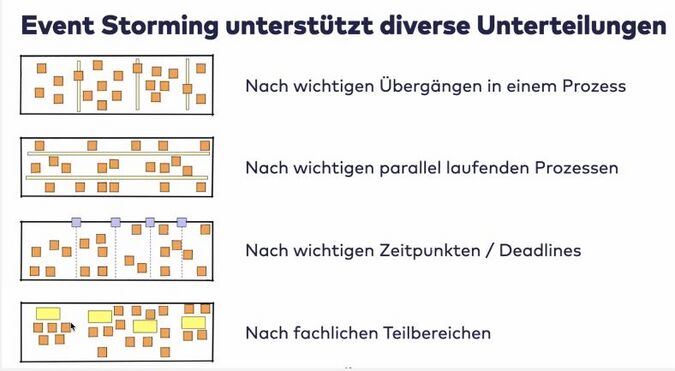 Event Storming unterstützt diverse Unterteilungen
Nach wichtigen Übergängen in einem Prozess
Nach wichtigen parallel laufenden Prozessen
Nach wichtigen Zeitpunkten / Deadlines
Nach fachlichen Teilbereichen